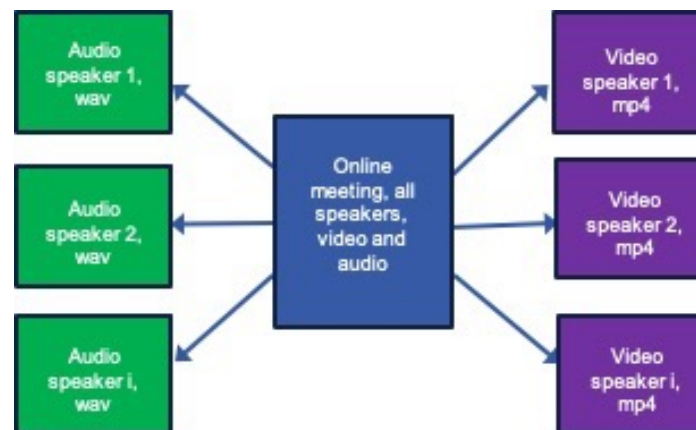 Audio
speaker 1,
wav
Video
speaker 1,
mp4
Online
meeting, all
speakers,
video and
audio
Audio
speaker 2,
wav
Video
speaker 2,
mp4
Audio
speaker i,
wav
Video
speaker i,
mp4